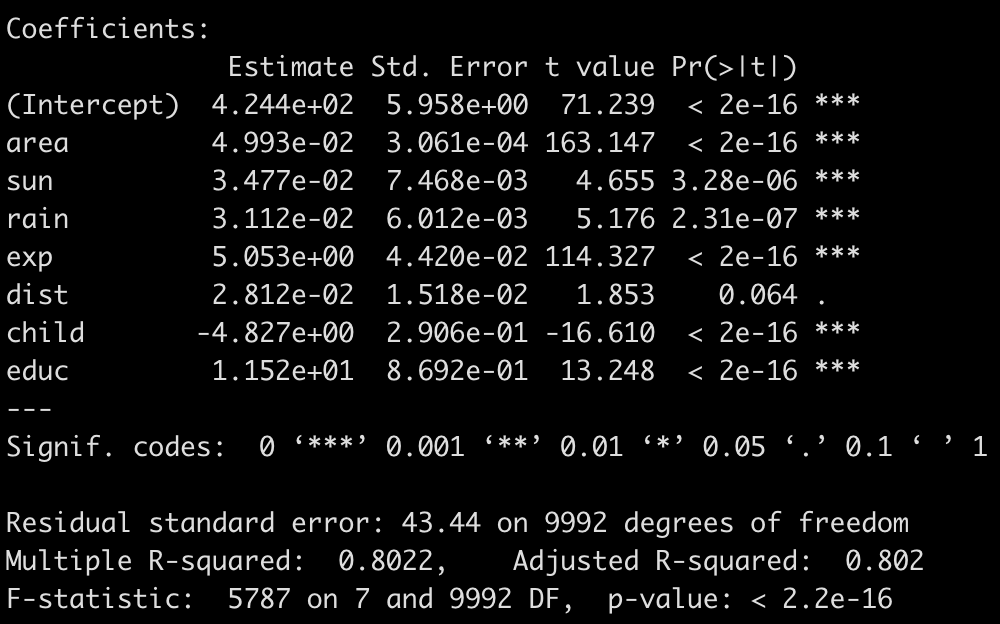 Coefficients:
              Estimate Std. Error t value Pr(>|t|)
(Intercept)  4.244e+02  5.958e+00  71.239  < 2e-16 ***
area         4.993e-02  3.061e-04 163.147  < 2e-16 ***
sun          3.477e-02  7.468e-03   4.655 3.28e-06 ***
rain         3.112e-02  6.012e-03   5.176 2.31e-07 ***
exp          5.053e+00  4.420e-02 114.327  < 2e-16 ***
dist         2.812e-02  1.518e-02   1.853    0.064 .
child       -4.827e+00  2.906e-01 -16.610  < 2e-16 ***
educ         1.152e+01  8.692e-01  13.248  < 2e-16 ***
---
Signif. codes:  0 ‘***’ 0.001 ‘**’ 0.01 ‘*’ 0.05 ‘.’ 0.1 ‘ ’ 1
Residual standard error: 43.44 on 9992 degrees of freedom
Multiple R-squared:  0.8022,    Adjusted R-squared:  0.802
F-statistic:  5787 on 7 and 9992 DF,  p-value: < 2.2e-16